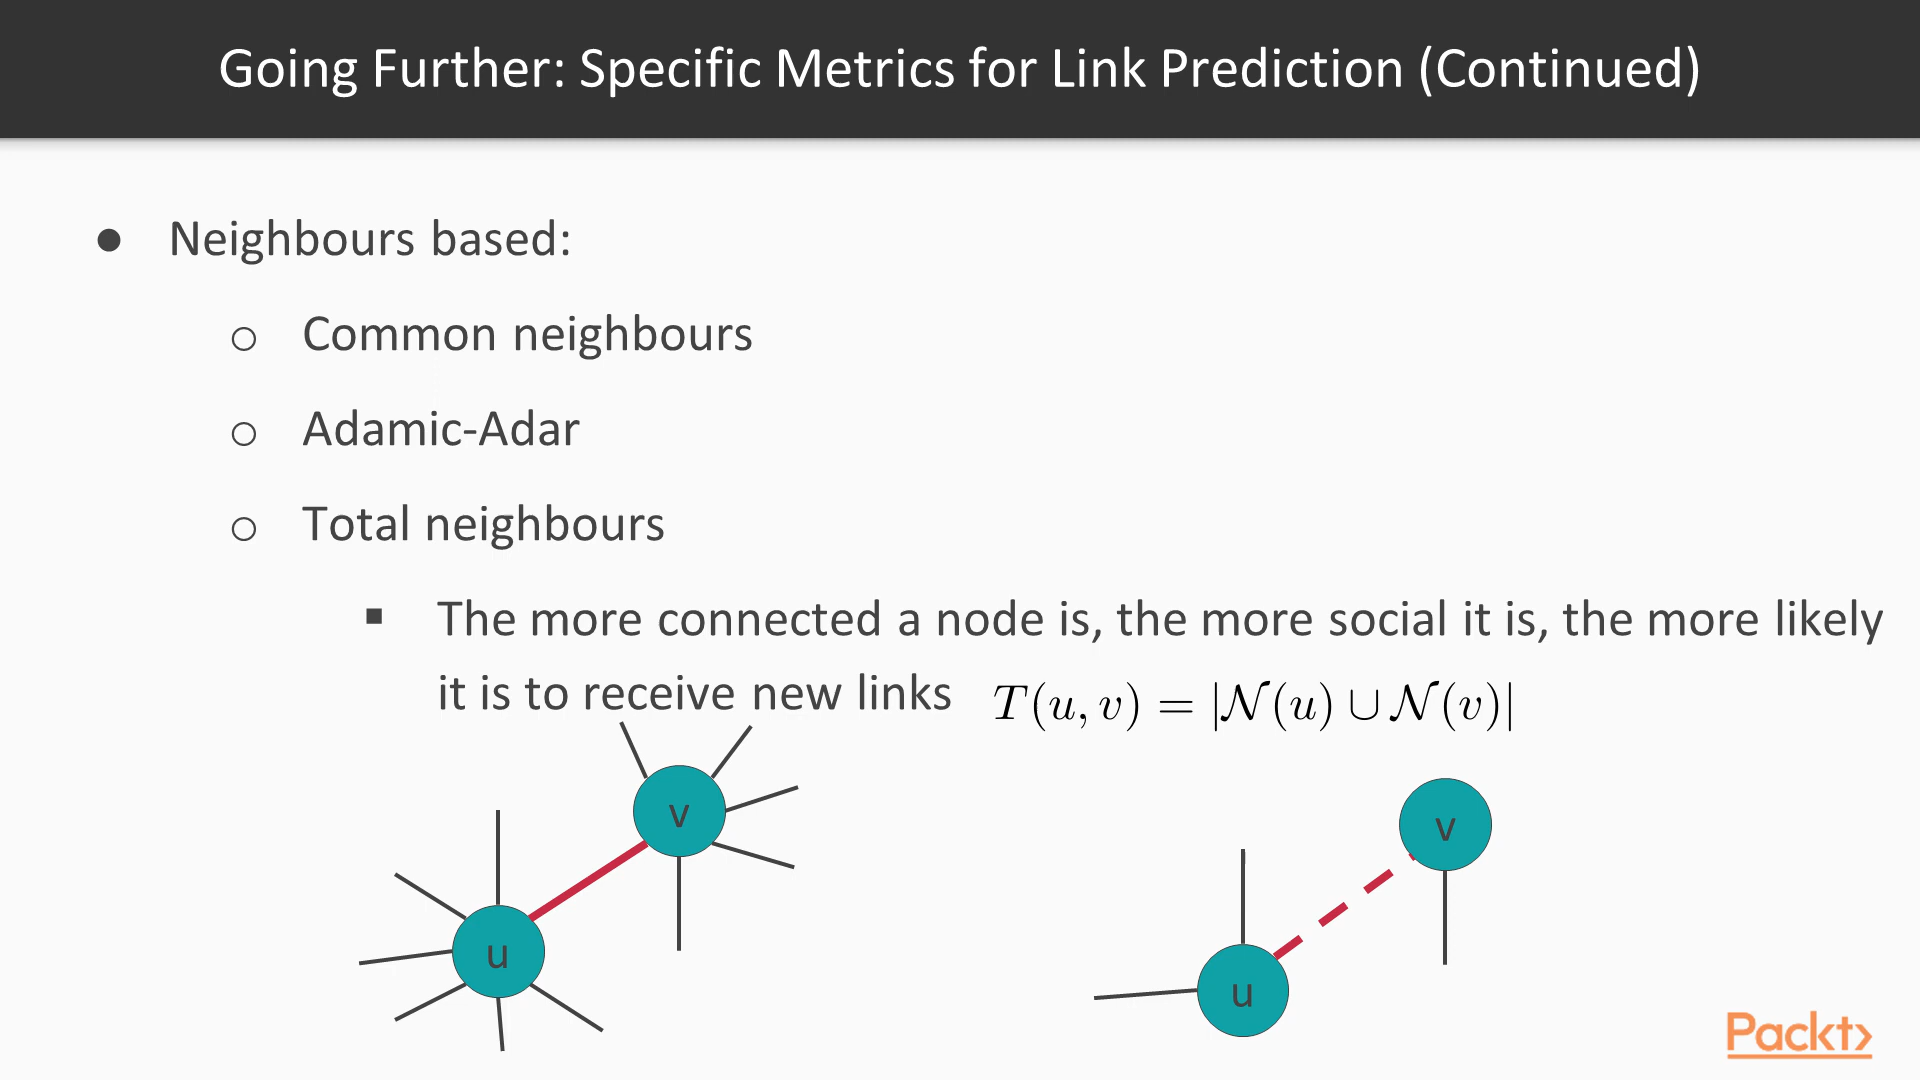 Going Further: Specific Metrics for Link Prediction (Continued)
● Neighbours based:
○ Common neighbours
○ Adamic-Adar
○ Total neighbours
▪ The more connected a node is, the more social it is, the more likely
it is to receive new links T(u, v) = |𝒩(u) ∪ 𝒩(v)|
v
v
u
u
Packt>